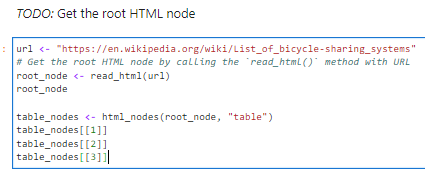 TODO: Get the root HTML node
:
url <- "https://en.wikipedia.org/wiki/List_of_bicycle-sharing_systems"
# Get the root HTML node by calling the `read_html()` method with URL
root_node <- read_html(url)
root_node
table_nodes <- html_nodes(root_node, "table")
table_nodes[[1]]
table_nodes[[2]]
table_nodes[[3]]